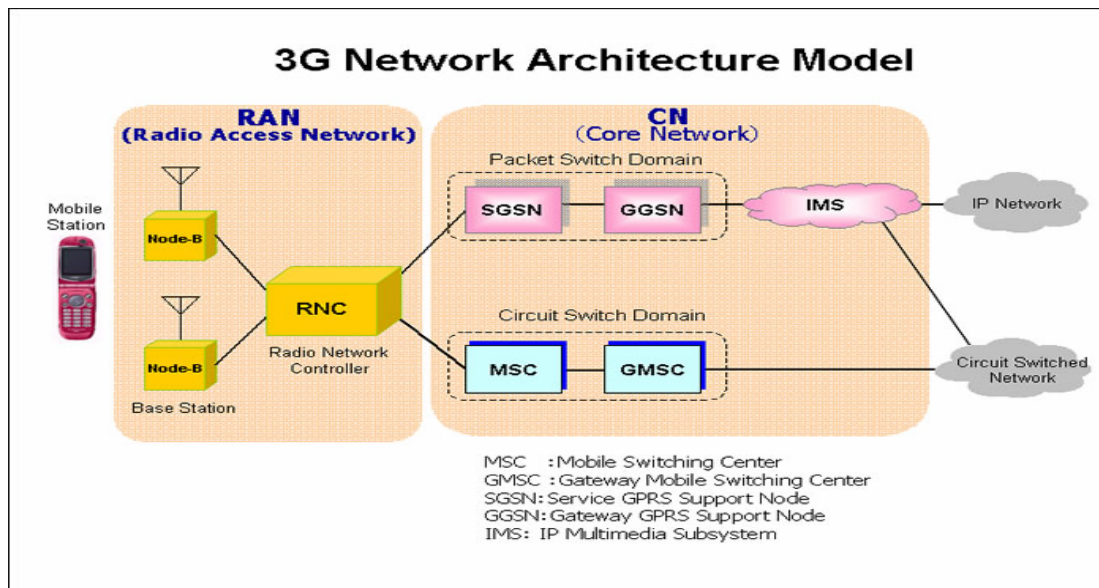 3G Network Architecture Model
RAN
(Radio Access Network)
CN
(Core Network)
Packet Switch Domain
Mobile
Station
Node-B
SGSN
GGSN
IMS
IP Network
RNC
Radio Network
Controller
Node-B
Base Station
Circuit Switch Domain
MSC
GMSC
Circuit Switched
Network
MSC :Mobile Switching Center
GMSC :Gateway Mobile Switching Center
SGSN:Service GPRS Support Node
GGSN:Gateway GPRS Support Node
IMS: IP Multimedia Subsystem